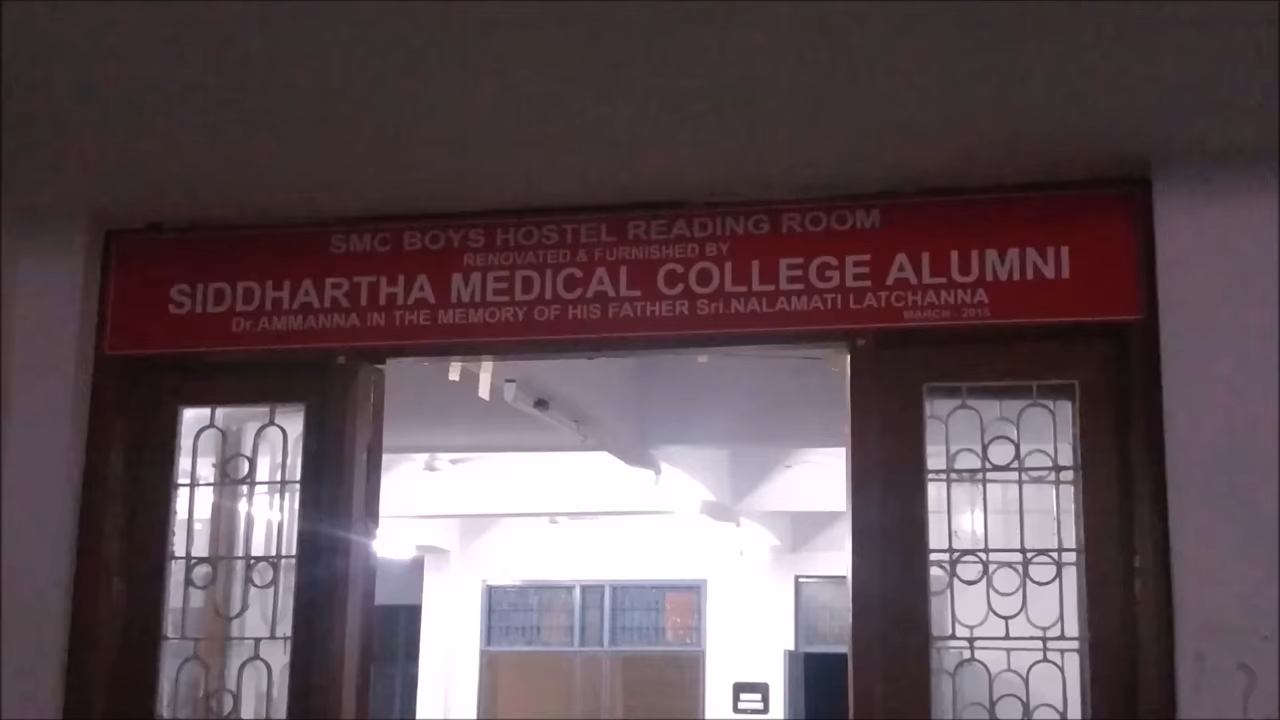 SMC BOYS HOSTEL READING ROOM
RENOVATED & FURNISHED BY
SIDDHARTHA MEDICAL COLLEGE ALUMNI
Dr.AMMANNA IN THE MEMORY OF HIS FATHER Sri.NALAMATI LATCHANNA
MARCH - 2015